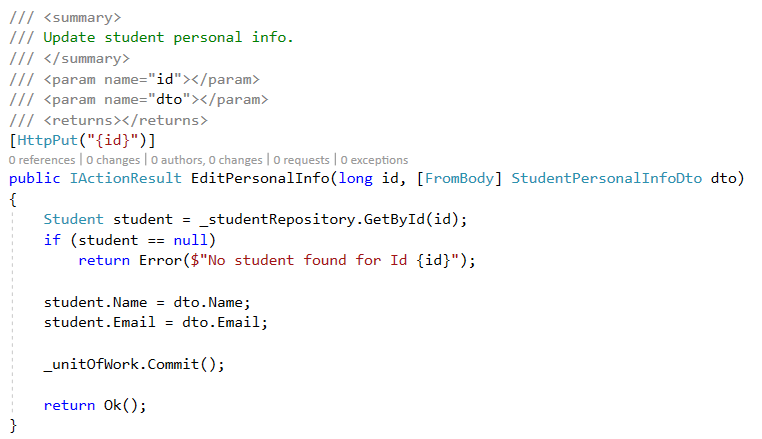 /// <summary>
/// Update student personal info.
/// </summary>
/// <param name="id"></param>
/// <param name="dto"></param>
/// <returns></returns>
[HttpPut("{id}")]
0 references | 0 changes | 0 authors, 0 changes | 0 requests | 0 exceptions
public IActionResult EditPersonalInfo(long id, [FromBody] StudentPersonalInfoDto dto)
{
    Student student = _studentRepository.GetById(id);
    if (student == null)
        return Error($"No student found for Id {id}");

    student.Name = dto.Name;
    student.Email = dto.Email;

    _unitOfWork.Commit();

    return Ok();
}